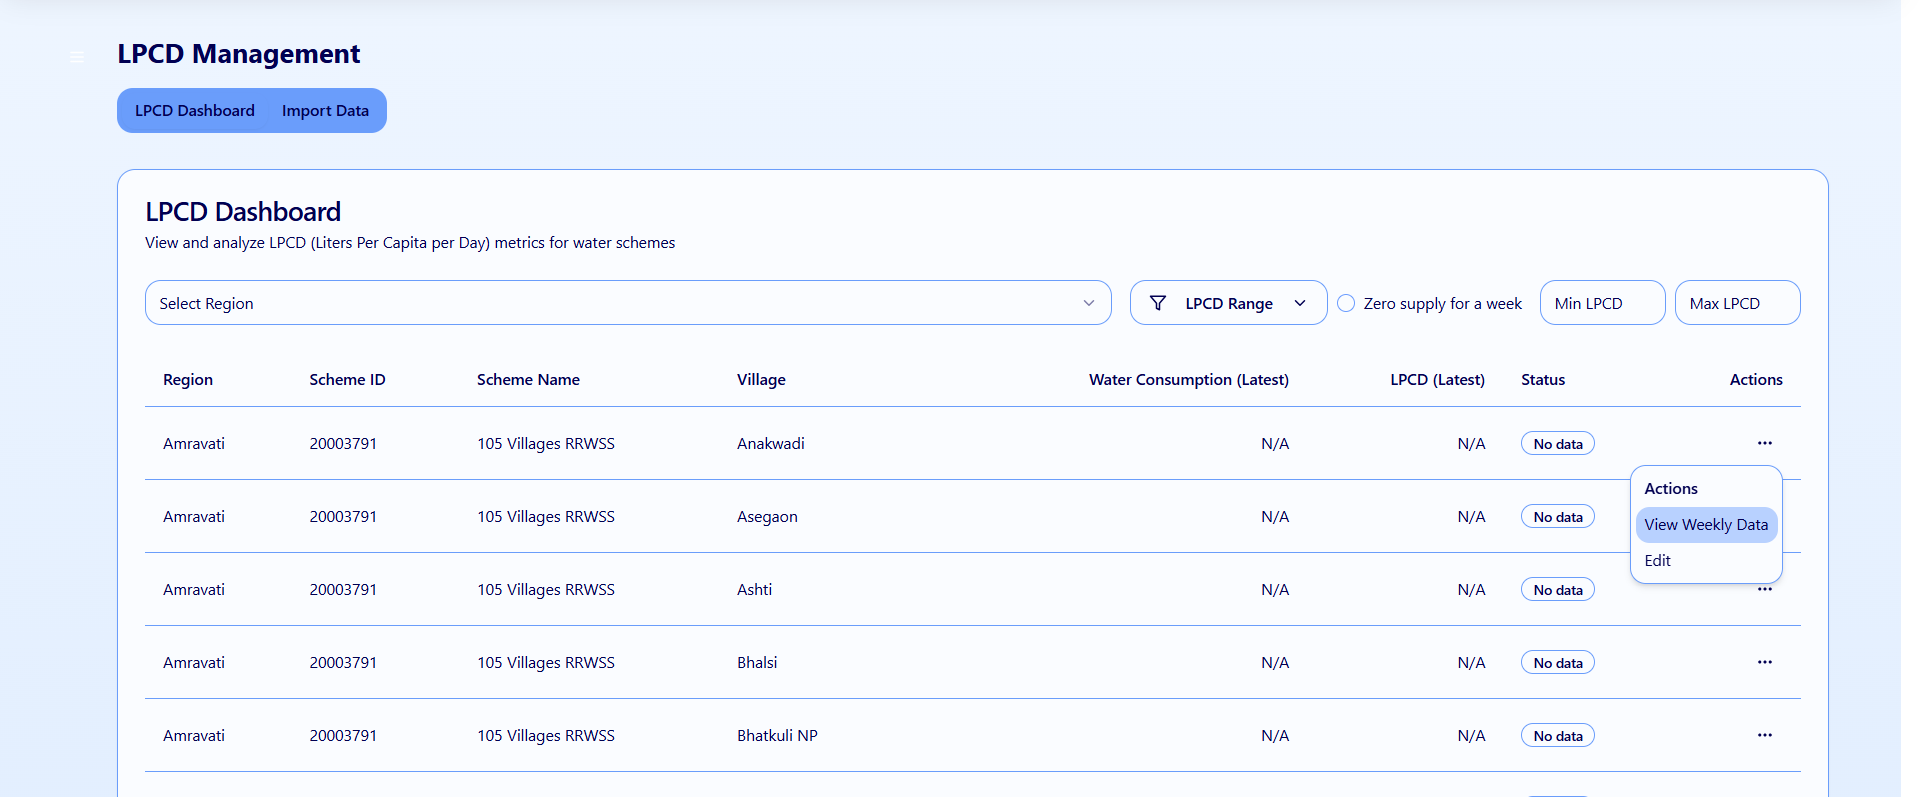 LPCD Management
LPCD Dashboard Import Data
LPCD Dashboard
View and analyze LPCD (Liters Per Capita per Day) metrics for water schemes
Select Region LPCD Range Zero supply for a week Min LPCD Max LPCD
Region Scheme ID Scheme Name Village Water Consumption (Latest) LPCD (Latest) Status Actions
Amravati 20003791 105 Villages RRWSS Anakwadi N/A N/A No data ...
Actions
Amravati 20003791 105 Villages RRWSS Asegaon N/A N/A No data
View Weekly Data
Edit
Amravati 20003791 105 Villages RRWSS Ashti N/A N/A No data ...
Amravati 20003791 105 Villages RRWSS Bhalsi N/A N/A No data ...
Amravati 20003791 105 Villages RRWSS Bhatkuli NP N/A N/A No data ...